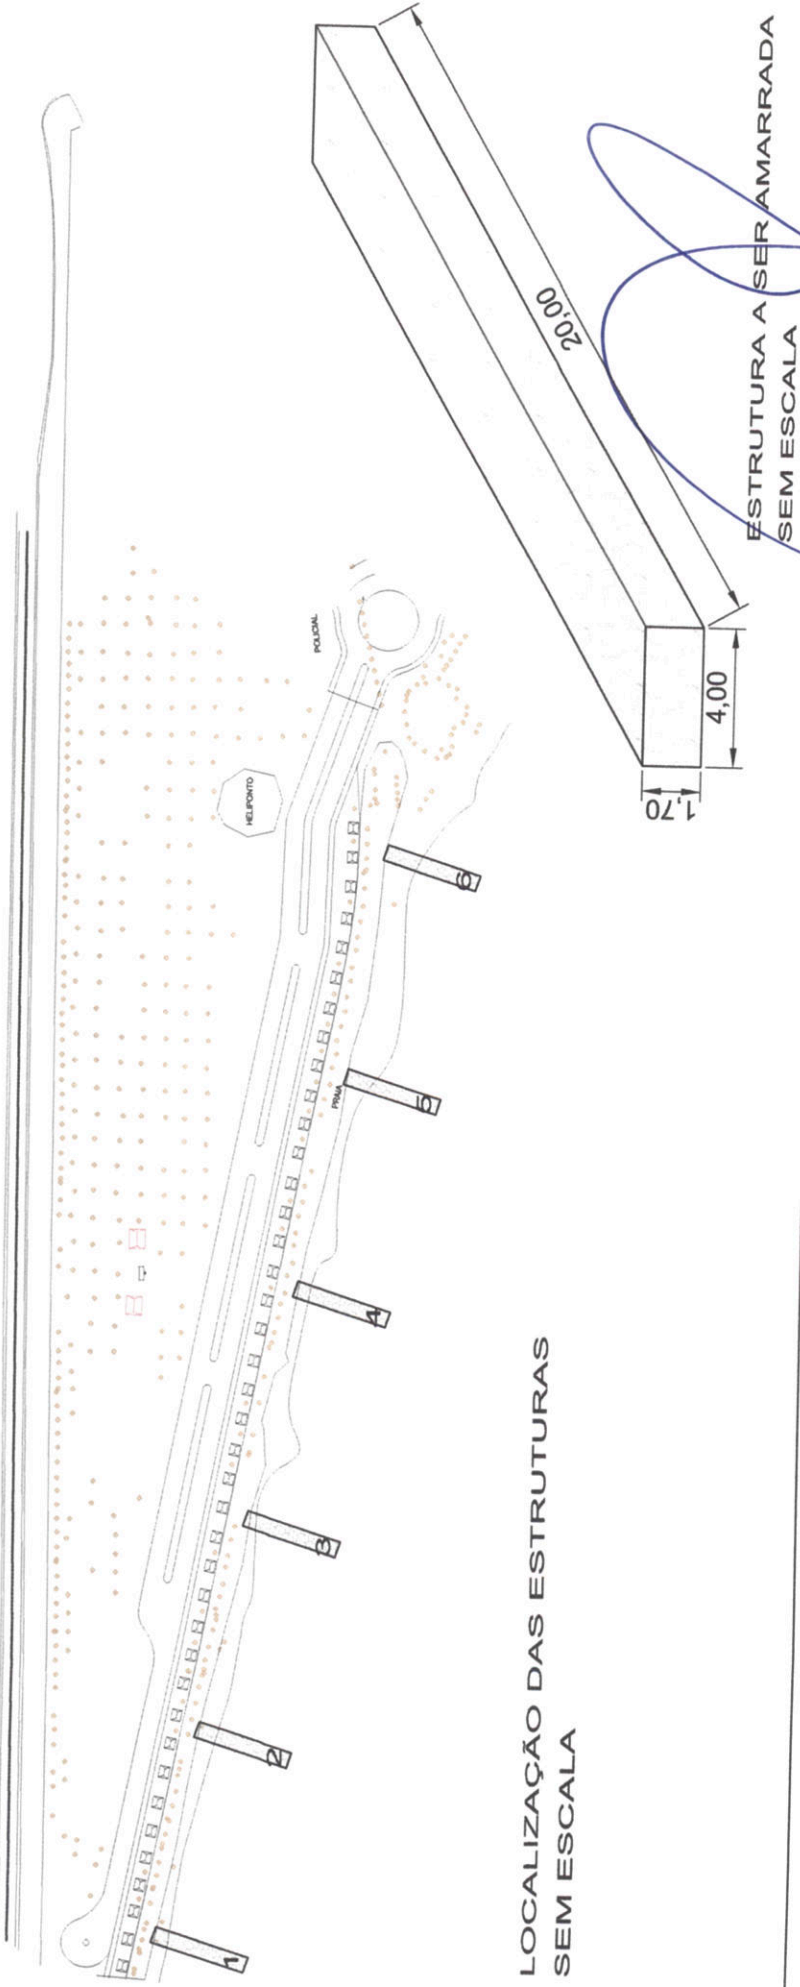 POLICIAL
HELIPONTO
PRAIA
1
2
3
4
5
6
LOCALIZAÇÃO DAS ESTRUTURAS
SEM ESCALA
20,00
4,00
1,70
ESTRUTURA A SER AMARRADA
SEM ESCALA